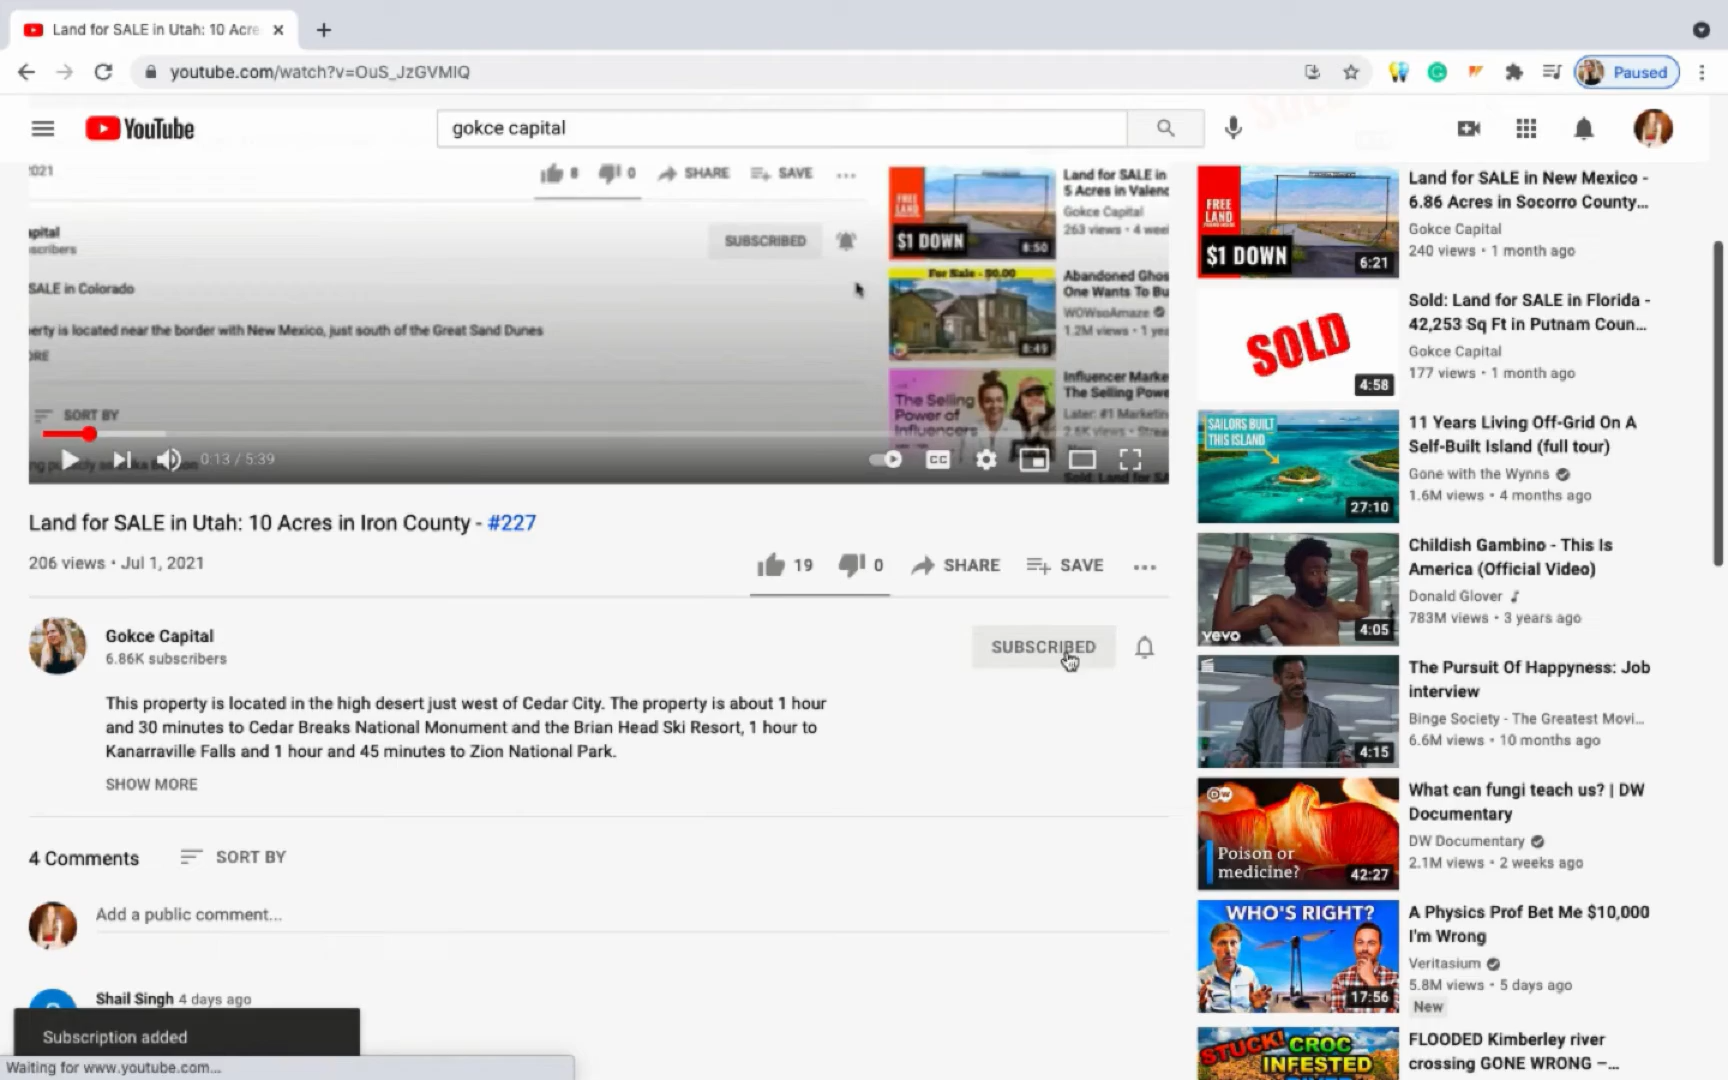 Land for SALE in Utah: 10 Acre
youtube.com/watch?v=OuS_JzGVMIQ
Paused
YouTube
gokce capital
2021
8
0
SHARE
SAVE
apital
scribers
SUBSCRIBED
SALE in Colorado
erty is located near the border with New Mexico, just south of the Great Sand Dunes
ORE
SORT BY
0:13 / 5:39
CC
FREE
LAND
$1 DOWN
8:50
Land for SALE in
5 Acres in Valenc
Gokce Capital
263 views • 4 wee
For Sale - $0.00
Abandoned Ghos
One Wants To Bu
WOWsoAmaze
1.2M views • 1 yea
The Selling
Power of
Influencers
Influencer Marke
The Selling Powe
Later: #1 Marketin
Land for SALE in Utah: 10 Acres in Iron County - #227
206 views • Jul 1, 2021
19
0
SHARE
SAVE
Gokce Capital
6.86K subscribers
SUBSCRIBED
This property is located in the high desert just west of Cedar City. The property is about 1 hour
and 30 minutes to Cedar Breaks National Monument and the Brian Head Ski Resort, 1 hour to
Kanarraville Falls and 1 hour and 45 minutes to Zion National Park.
SHOW MORE
4 Comments
SORT BY
Add a public comment...
Shail Singh 4 days ago
Subscription added
Waiting for www.youtube.com...
FREE
LAND
$1 DOWN
6:21
Land for SALE in New Mexico -
6.86 Acres in Socorro County...
Gokce Capital
240 views • 1 month ago
SOLD
4:58
Sold: Land for SALE in Florida -
42,253 Sq Ft in Putnam Coun...
Gokce Capital
177 views • 1 month ago
SAILORS BUILT
THIS ISLAND
27:10
11 Years Living Off-Grid On A
Self-Built Island (full tour)
Gone with the Wynns
1.6M views • 4 months ago
vevo
4:05
Childish Gambino - This Is
America (Official Video)
Donald Glover
783M views • 3 years ago
4:15
The Pursuit Of Happyness: Job
interview
Binge Society - The Greatest Movi...
6.6M views • 10 months ago
DW
Poison or
medicine?
42:27
What can fungi teach us? | DW
Documentary
DW Documentary
2.1M views • 2 weeks ago
WHO'S RIGHT?
17:56
A Physics Prof Bet Me $10,000
I'm Wrong
Veritasium
5.8M views • 5 days ago
New
STUCK! CROC
INFESTED
FLOODED Kimberley river
crossing GONE WRONG –...